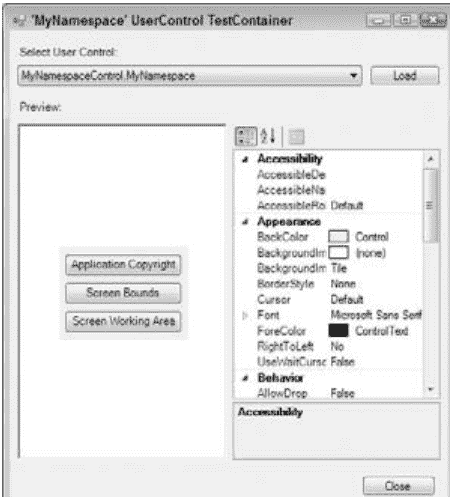 'MyNamespace' UserControl TestContainer
Select User Control:
MyNamespaceControl.MyNamespace
Load
Preview:
Application Copyright
Screen Bounds
Screen Working Area
Accessibility
AccessibleDe
AccessibleNa
AccessibleRo Default
Appearance
BackColor Control
BackgroundIm (none)
BackgroundIm Tile
BorderStyle None
Cursor Default
Font Microsoft Sans Serif
ForeColor ControlText
RightToLeft No
UseWaitCursc False
Behavior
AllowDrop False
Accessibility
Close